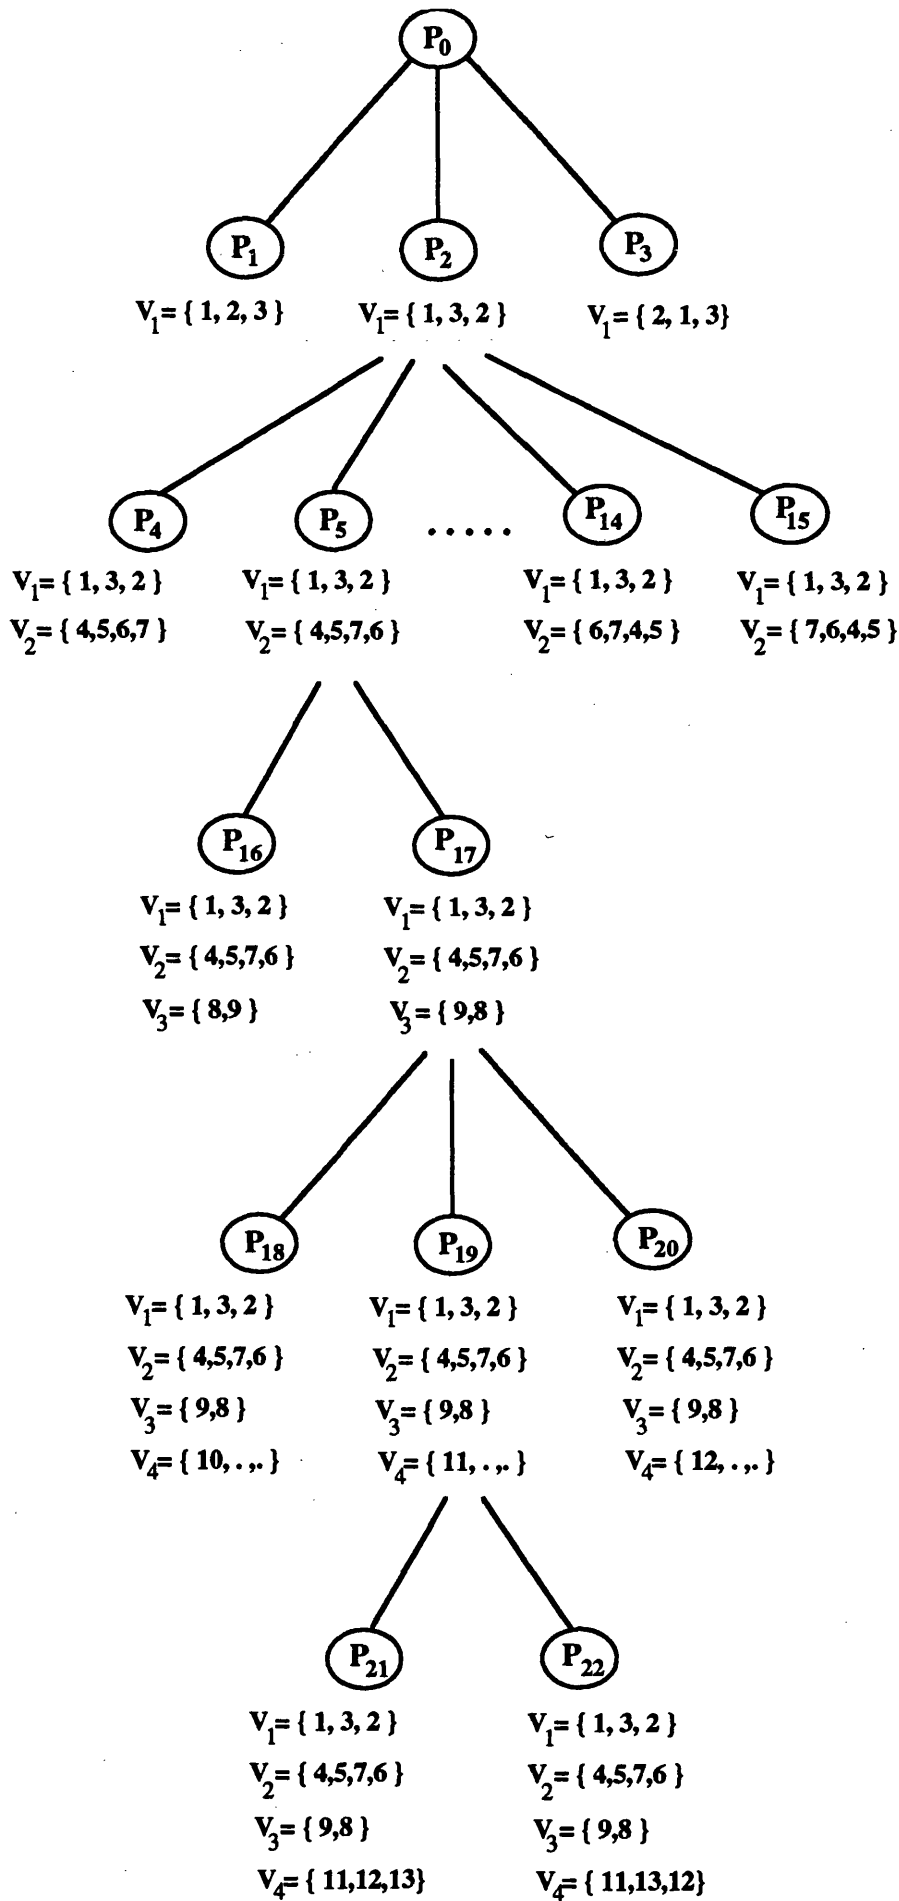 P0
P1 P2 P3
V1= { 1, 2, 3 } V1= { 1, 3, 2 } V1= { 2, 1, 3}
P4 P5 ..... P14 P15
V1= { 1, 3, 2 } V1= { 1, 3, 2 } V1= { 1, 3, 2 } V1= { 1, 3, 2 }
V2= { 4,5,6,7 } V2= { 4,5,7,6 } V2= { 6,7,4,5 } V2= { 7,6,4,5 }
P16 P17
V1= { 1, 3, 2 } V1= { 1, 3, 2 }
V2= { 4,5,7,6 } V2= { 4,5,7,6 }
V3= { 8,9 } V3= { 9,8 }
P18 P19 P20
V1= { 1, 3, 2 } V1= { 1, 3, 2 } V1= { 1, 3, 2 }
V2= { 4,5,7,6 } V2= { 4,5,7,6 } V2= { 4,5,7,6 }
V3= { 9,8 } V3= { 9,8 } V3= { 9,8 }
V4= { 10, . ,. } V4= { 11, . ,. } V4= { 12, . ,. }
P21 P22
V1= { 1, 3, 2 } V1= { 1, 3, 2 }
V2= { 4,5,7,6 } V2= { 4,5,7,6 }
V3= { 9,8 } V3= { 9,8 }
V4= { 11,12,13} V4= { 11,13,12}